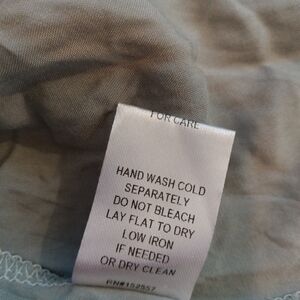 FOR CARE
HAND WASH COLD
SEPARATELY
DO NOT BLEACH
LAY FLAT TO DRY
LOW IRON
IF NEEDED
OR DRY CLEAN
RN#152557